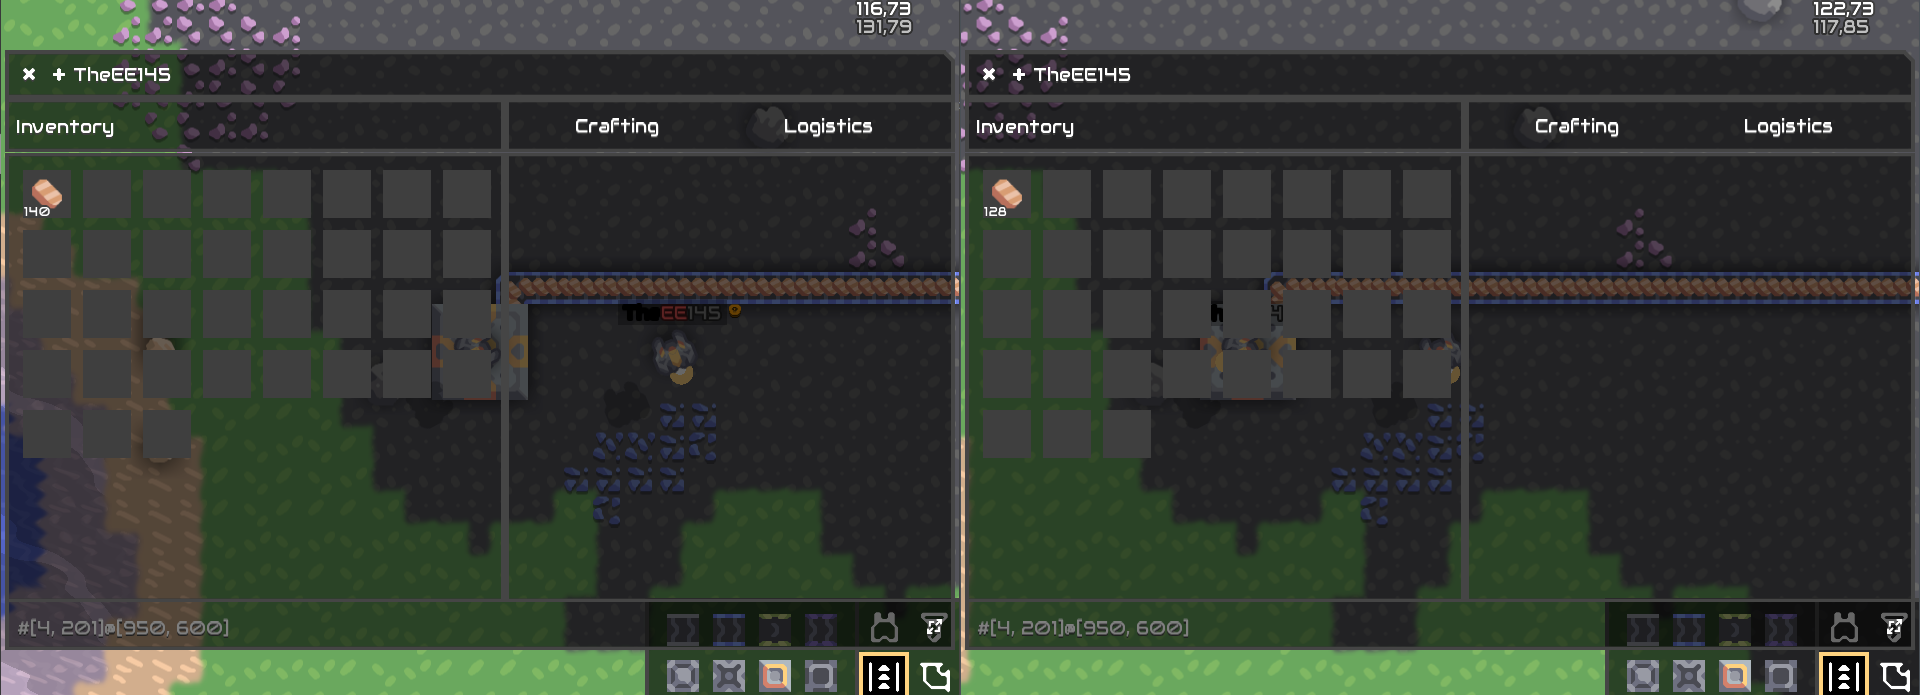 116,73
131,79
✖ + TheEE145
Inventory
Crafting
Logistics
140
TheEE145
#[4, 201]@[950, 600]
122,73
117,85
✖ + TheEE145
Inventory
Crafting
Logistics
128
#[4, 201]@[950, 600]